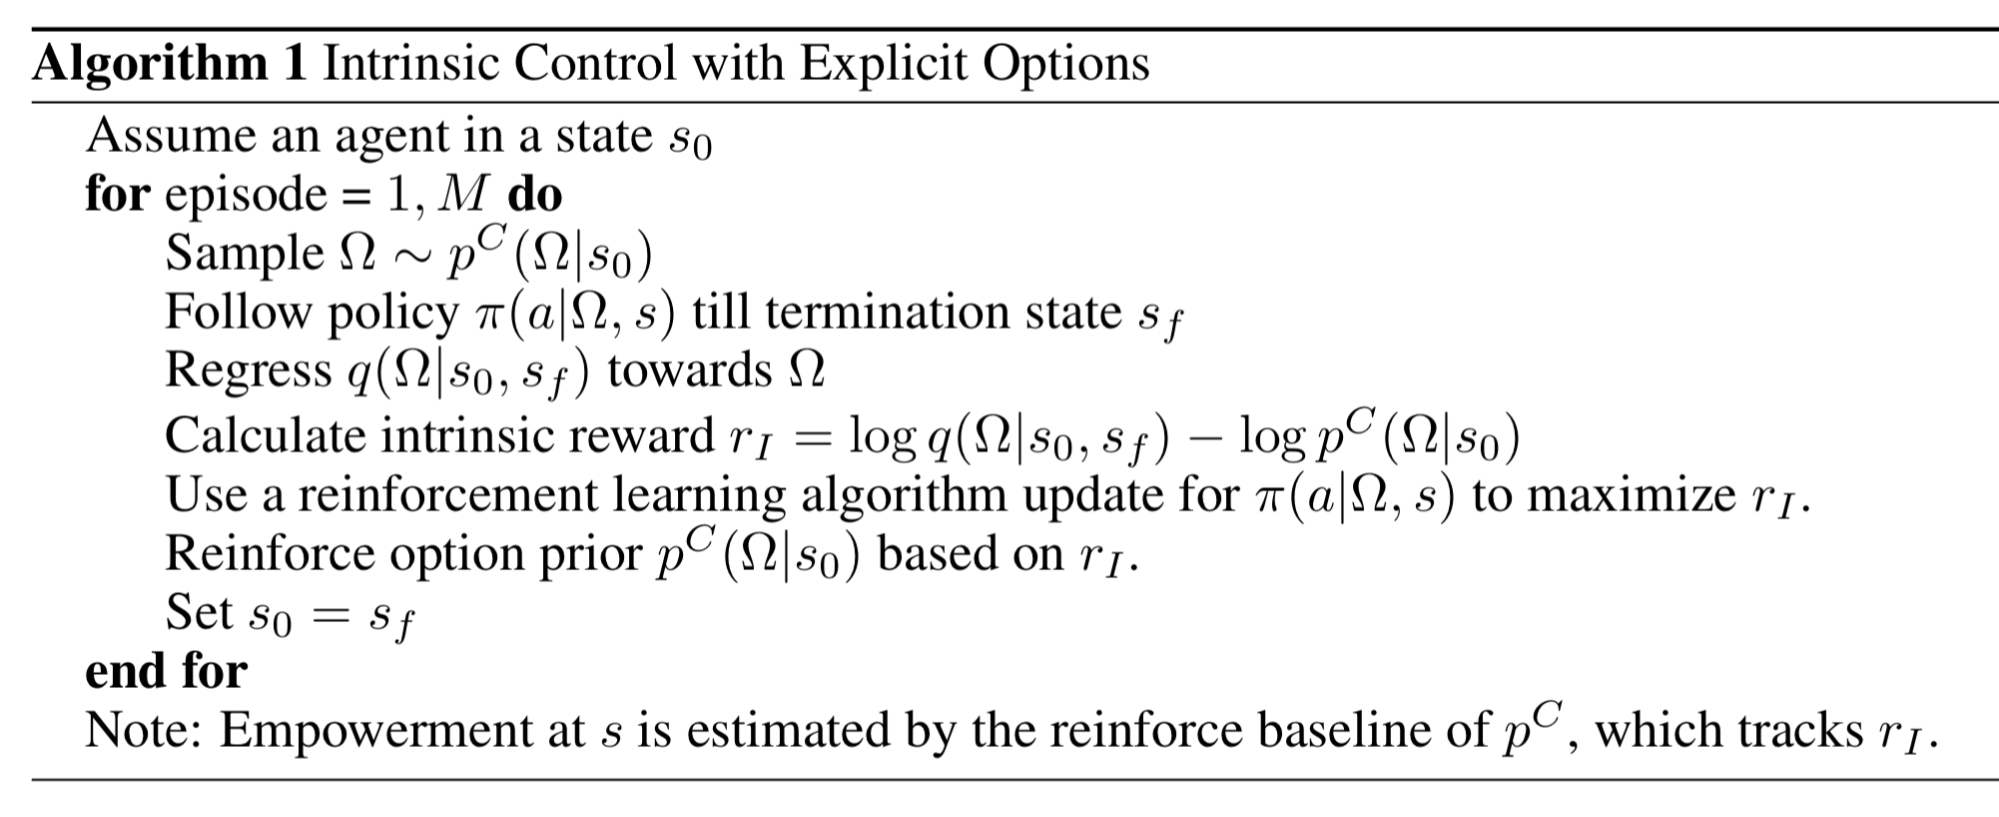 Algorithm 1 Intrinsic Control with Explicit Options
Assume an agent in a state $s_0$
for episode = $1, M$ do
Sample $\Omega \sim p^C(\Omega|s_0)$
Follow policy $\pi(a|\Omega, s)$ till termination state $s_f$
Regress $q(\Omega|s_0, s_f)$ towards $\Omega$
Calculate intrinsic reward $r_I = \log q(\Omega|s_0, s_f) - \log p^C(\Omega|s_0)$
Use a reinforcement learning algorithm update for $\pi(a|\Omega, s)$ to maximize $r_I$.
Reinforce option prior $p^C(\Omega|s_0)$ based on $r_I$.
Set $s_0 = s_f$
end for
Note: Empowerment at $s$ is estimated by the reinforce baseline of $p^C$, which tracks $r_I$.